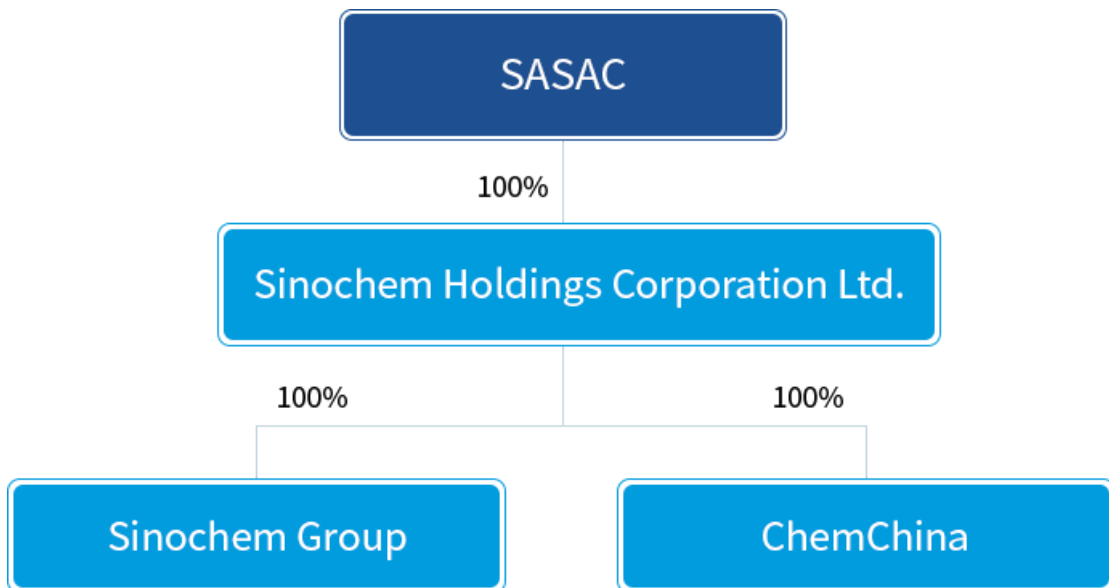 SASAC
100%
Sinochem Holdings Corporation Ltd.
100%
100%
Sinochem Group
ChemChina